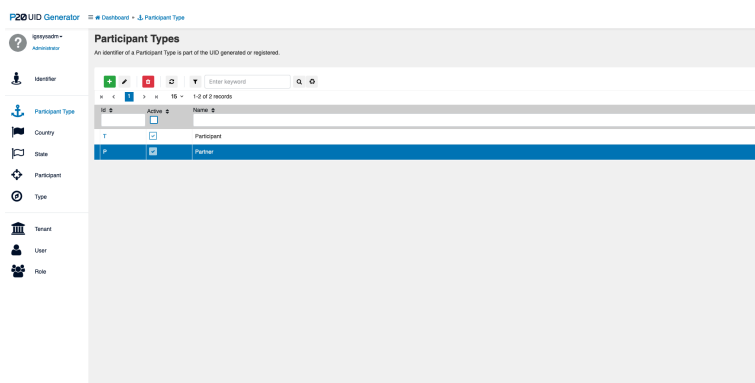 P20 UID Generator
Dashboard
Participant Type
igssysadm
Administrator
Participant Types
An identifier of a Participant Type is part of the UID generated or registered.
Identifier
Participant Type
Country
State
Participant
Type
Tenant
User
Role
Enter keyword
1
15
1-2 of 2 records
Id
Active
Name
T
Participant
P
Partner